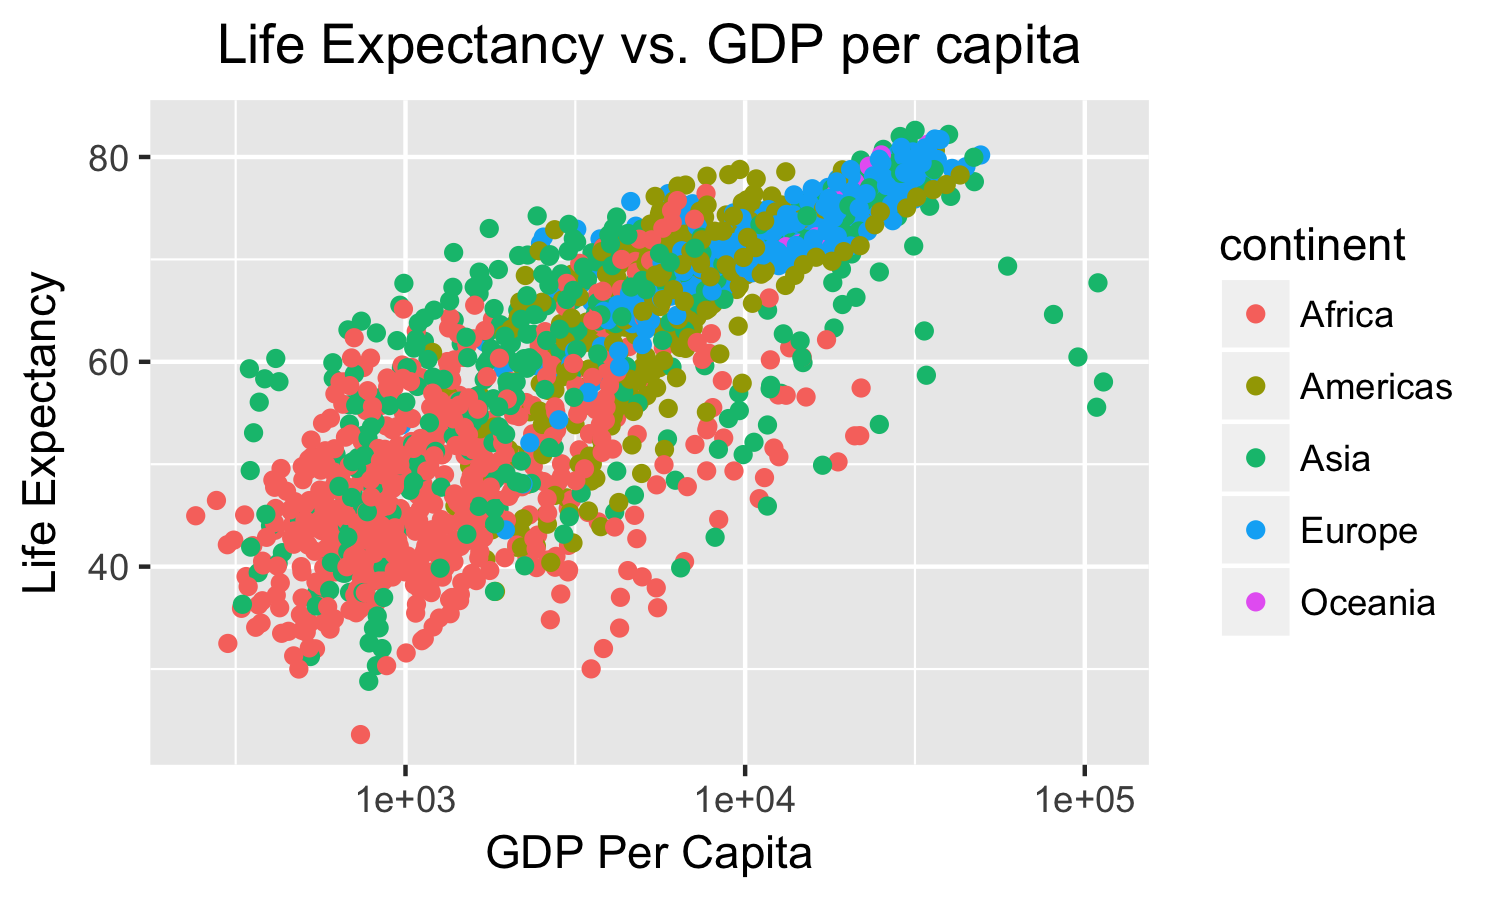 Life Expectancy vs. GDP per capita
80
60
40
Life Expectancy
1e+03 1e+04 1e+05
GDP Per Capita
continent
Africa
Americas
Asia
Europe
Oceania